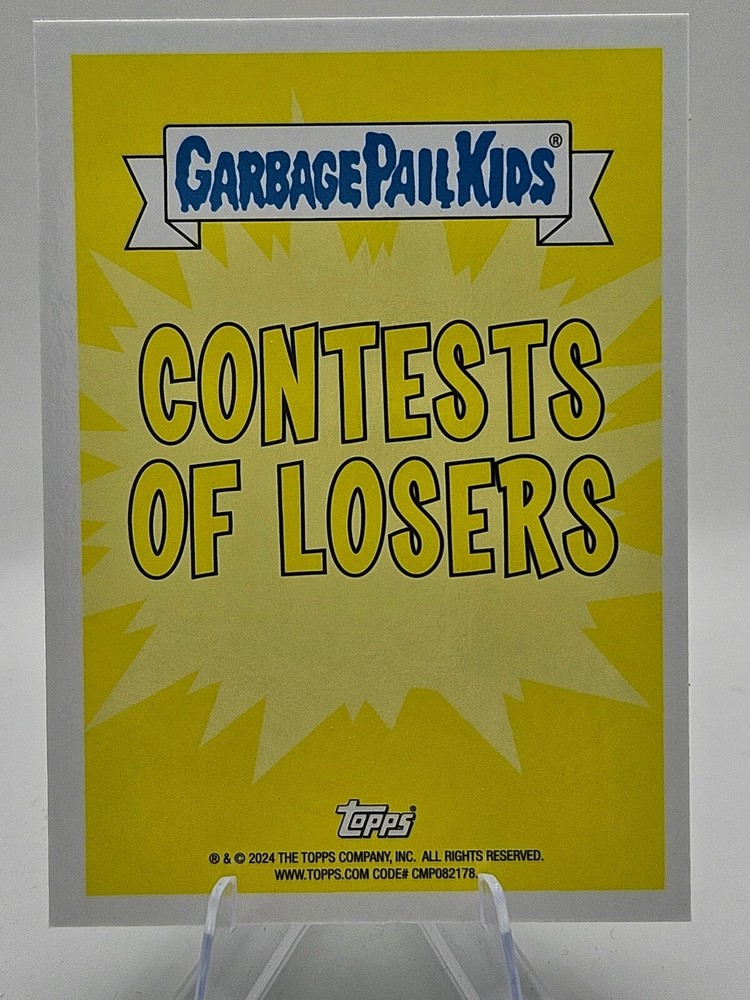 GARBAGE PAIL KIDS®
CONTESTS
OF LOSERS
TOPPS®
® & © 2024 THE TOPPS COMPANY, INC. ALL RIGHTS RESERVED.
WWW.TOPPS.COM CODE# CMP082178.